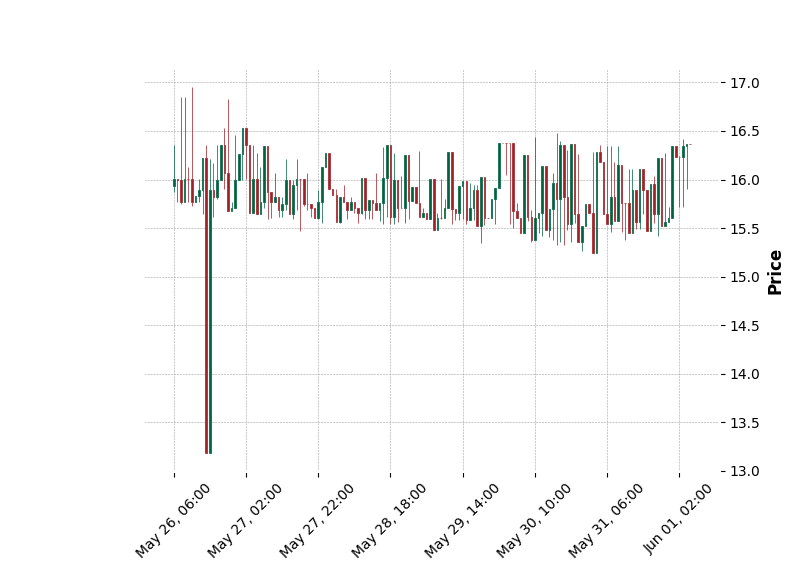 17.0
16.5
16.0
15.5
15.0
14.5
14.0
13.5
13.0
Price
May 26, 06:00
May 27, 02:00
May 27, 22:00
May 28, 18:00
May 29, 14:00
May 30, 10:00
May 31, 06:00
Jun 01, 02:00